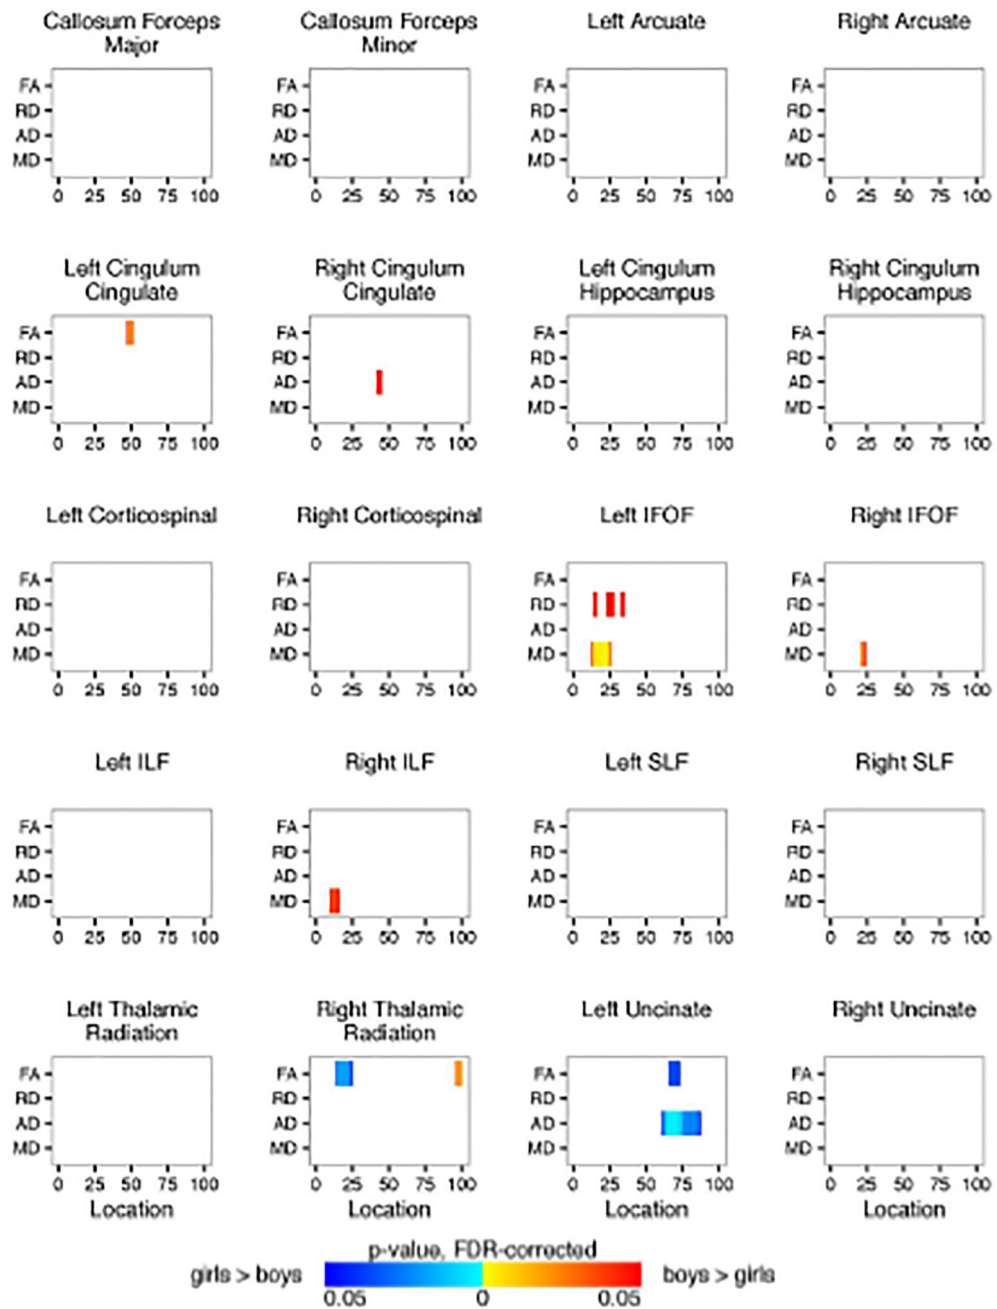 Callosum Forceps Major
Callosum Forceps Minor
Left Arcuate
Right Arcuate
FA
RD
AD
MD
0 25 50 75 100
FA
RD
AD
MD
0 25 50 75 100
FA
RD
AD
MD
0 25 50 75 100
FA
RD
AD
MD
0 25 50 75 100
Left Cingulum Cingulate
Right Cingulum Cingulate
Left Cingulum Hippocampus
Right Cingulum Hippocampus
FA
RD
AD
MD
0 25 50 75 100
FA
RD
AD
MD
0 25 50 75 100
FA
RD
AD
MD
0 25 50 75 100
FA
RD
AD
MD
0 25 50 75 100
Left Corticospinal
Right Corticospinal
Left IFOF
Right IFOF
FA
RD
AD
MD
0 25 50 75 100
FA
RD
AD
MD
0 25 50 75 100
FA
RD
AD
MD
0 25 50 75 100
FA
RD
AD
MD
0 25 50 75 100
Left ILF
Right ILF
Left SLF
Right SLF
FA
RD
AD
MD
0 25 50 75 100
FA
RD
AD
MD
0 25 50 75 100
FA
RD
AD
MD
0 25 50 75 100
FA
RD
AD
MD
0 25 50 75 100
Left Thalamic Radiation
Right Thalamic Radiation
Left Uncinate
Right Uncinate
FA
RD
AD
MD
0 25 50 75 100
Location
FA
RD
AD
MD
0 25 50 75 100
Location
FA
RD
AD
MD
0 25 50 75 100
Location
FA
RD
AD
MD
0 25 50 75 100
Location
p-value, FDR-corrected
girls > boys
boys > girls
0.05 0 0.05